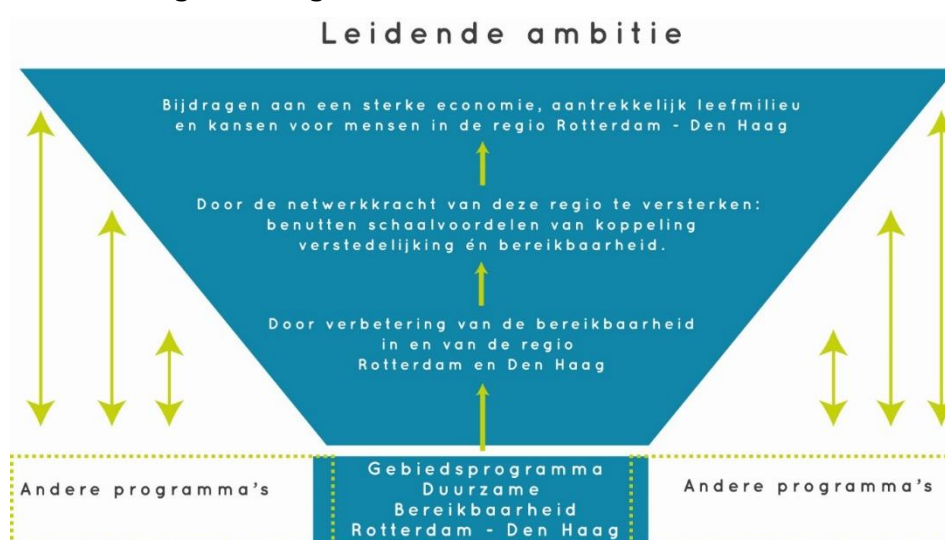 Leidende ambitie
Bijdragen aan een sterke economie, aantrekkelijk leefmilieu
en kansen voor mensen in de regio Rotterdam - Den Haag
Door de netwerkkracht van deze regio te versterken:
benutten schaalvoordelen van koppeling
verstedelijking én bereikbaarheid.
Door verbetering van de bereikbaarheid
in en van de regio
Rotterdam en Den Haag
Andere programma's
Gebiedsprogramma
Duurzame
Bereikbaarheid
Rotterdam - Den Haag
Andere programma's